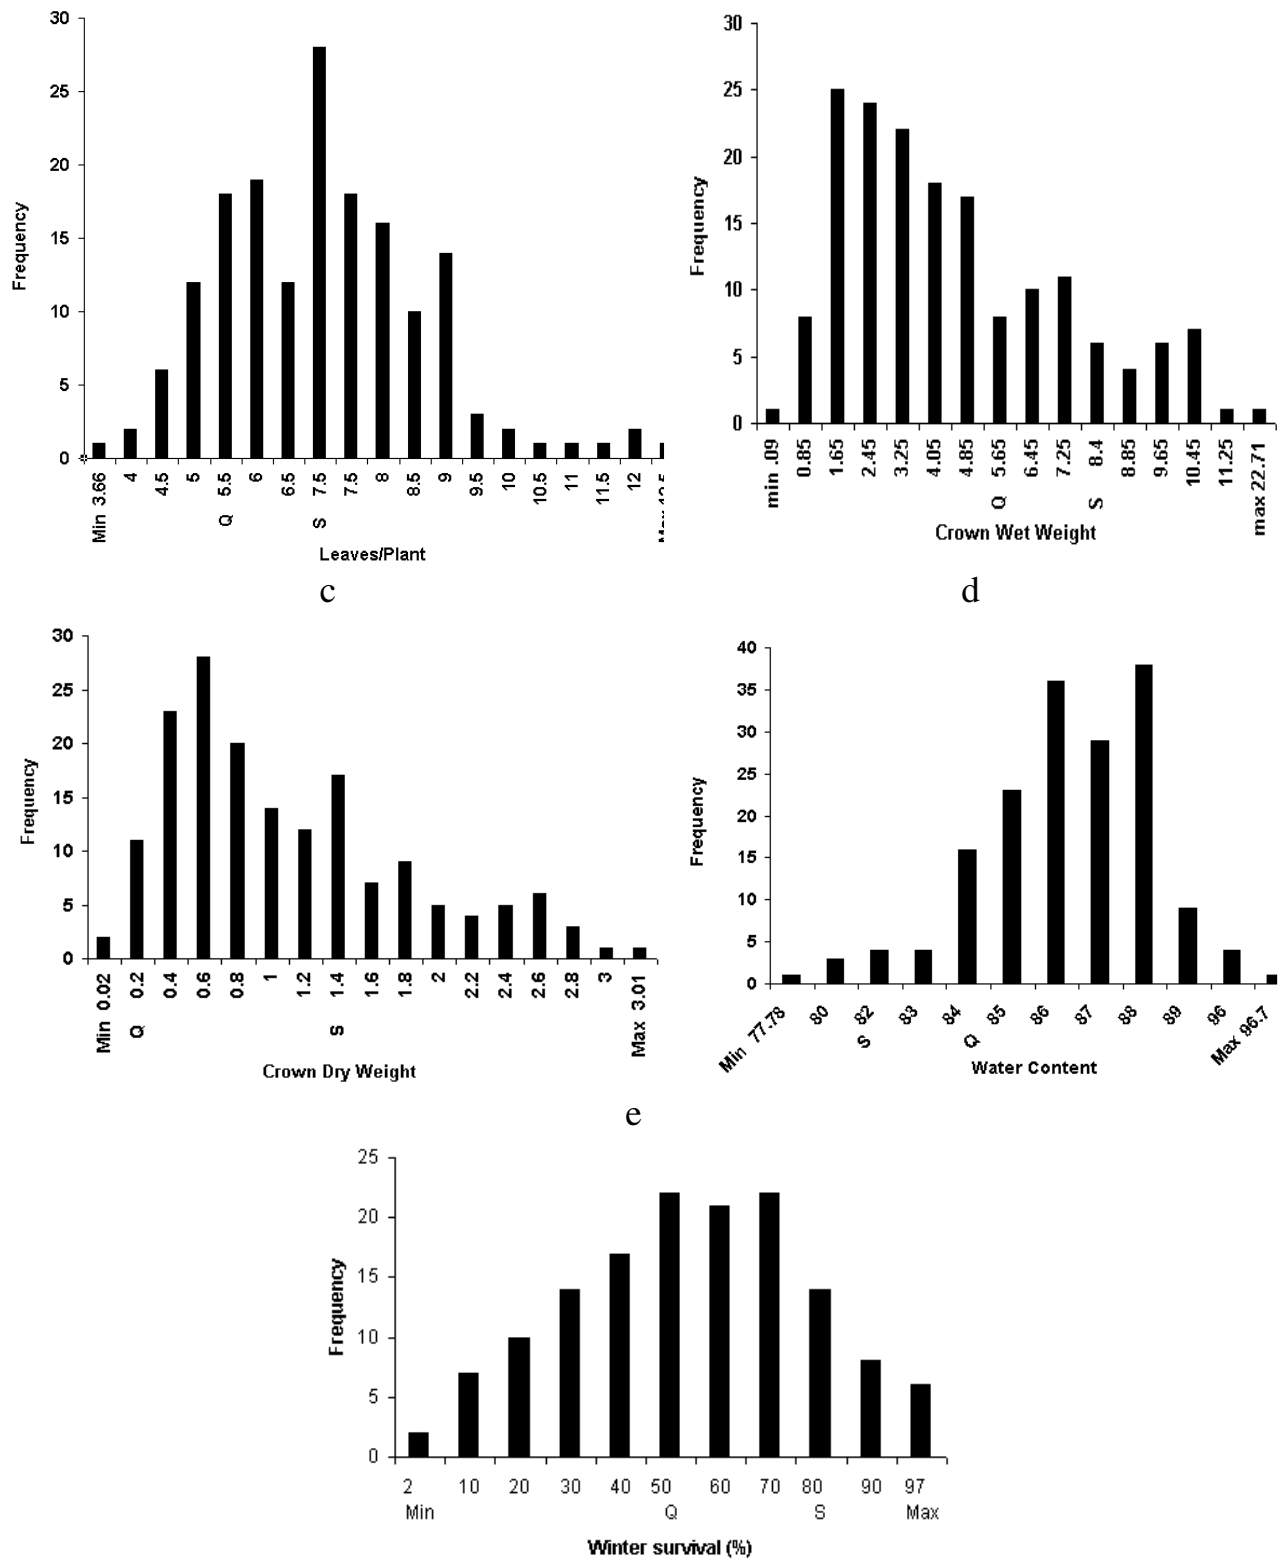 30
25
20
15
10
5
0
Frequency
Min 3.66 4 4.5 5 5.5 6 6.5 7.5 7.5 8 8.5 9 9.5 10 10.5 11 11.5 12
Q S
Leaves/Plant
30
25
20
15
10
5
0
Frequency
min .09 0.85 1.65 2.45 3.25 4.05 4.85 5.65 6.45 7.25 8.4 8.85 9.65 10.45 11.25 max 22.71
Q S
Crown Wet Weight
c
d
30
25
20
15
10
5
0
Frequency
Min 0.02 0.2 0.4 0.6 0.8 1 1.2 1.4 1.6 1.8 2 2.2 2.4 2.6 2.8 3 Max 3.01
Q S
Crown Dry Weight
40
35
30
25
20
15
10
5
0
Frequency
Min 77.78 80 82 83 84 85 86 87 88 89 96 Max 96.7
S Q
Water Content
e
25
20
15
10
5
0
Frequency
2 10 20 30 40 50 60 70 80 90 97
Min Q S Max
Winter survival (%)